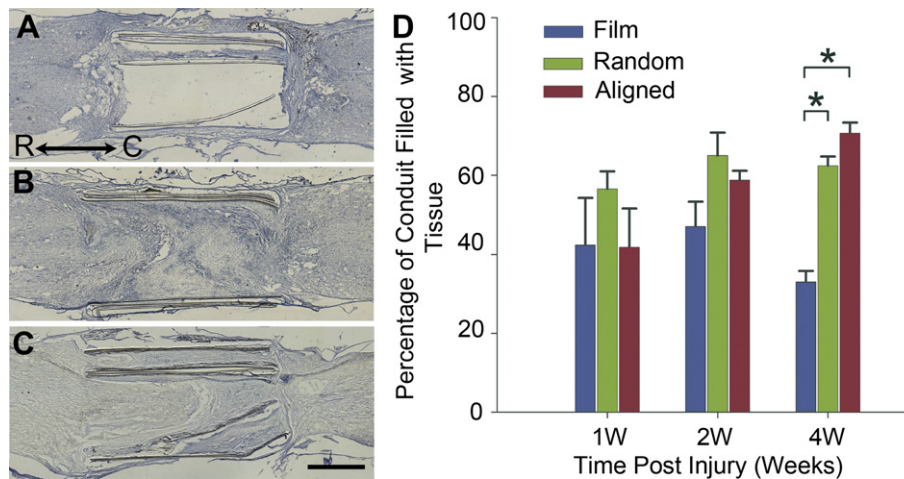 A
R C
B
C
D
Percentage of Conduit Filled with
Tissue
100
80
60
40
20
0
Film
Random
Aligned
*
*
1W 2W 4W
Time Post Injury (Weeks)